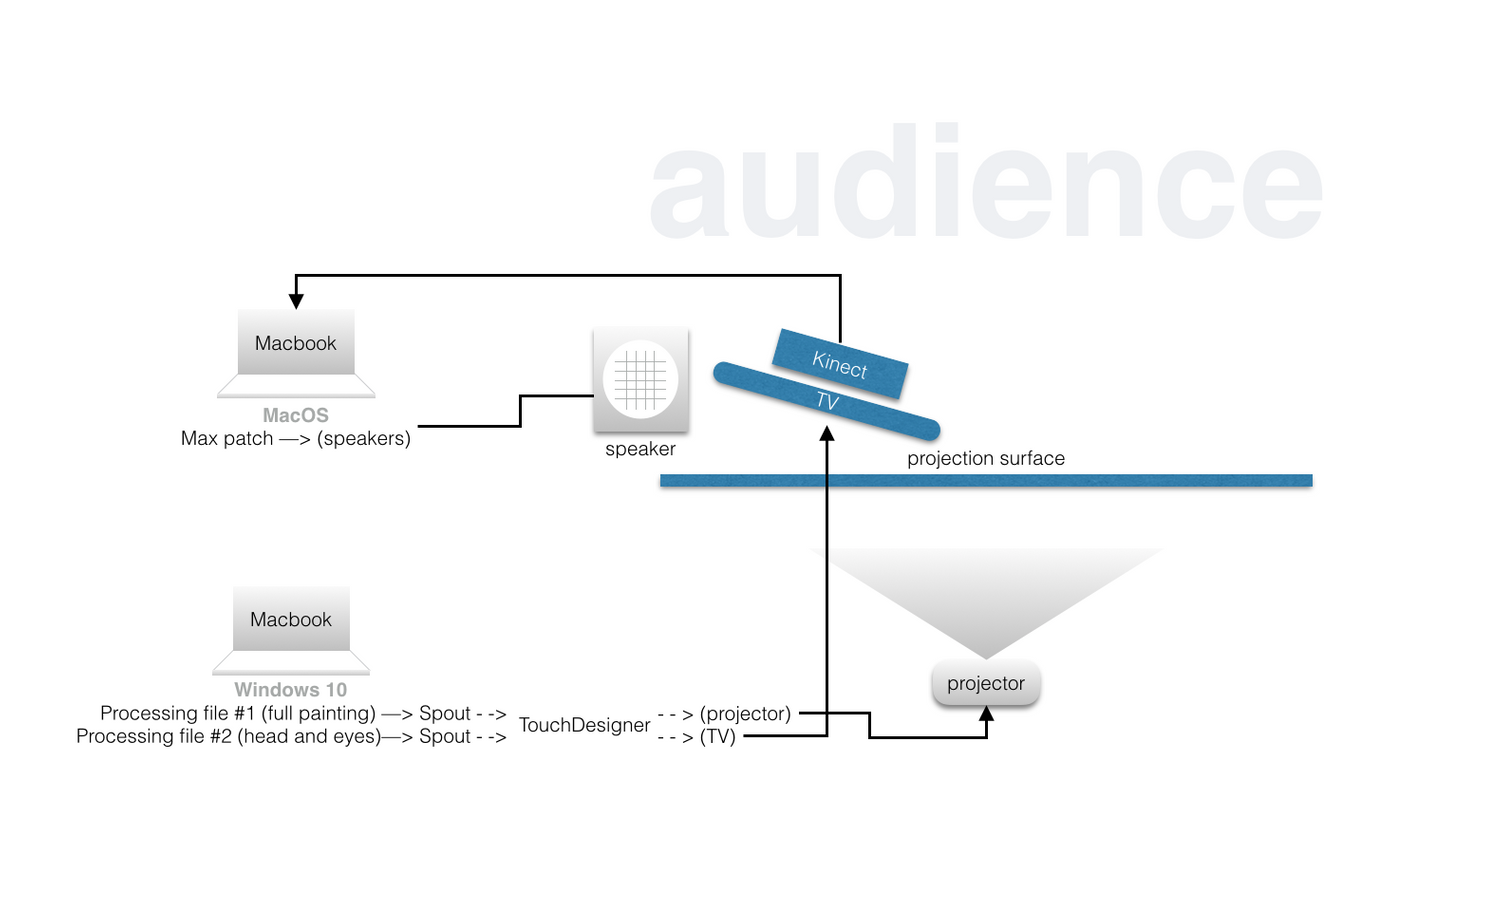 audience
Macbook
MacOS
Max patch —> (speakers)
speaker
Kinect
TV
projection surface
Macbook
Windows 10
Processing file #1 (full painting) —> Spout - ->
Processing file #2 (head and eyes)—> Spout - ->
TouchDesigner
- - > (projector)
- - > (TV)
projector